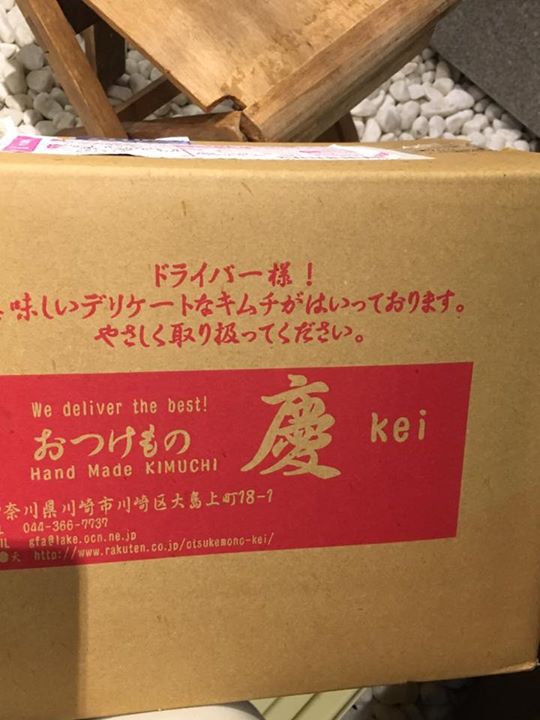 ドライバー様！
味しいデリケートなキムチがはいっております。
やさしく取り扱ってください。
We deliver the best!
おつけもの 慶 kei
Hand Made KIMUCHI
奈川県川崎市川崎区大島上町18-1
044-366-7737
gfa@lake.ocn.ne.jp
http://www.rakuten.co.jp/otsukemono-kei/